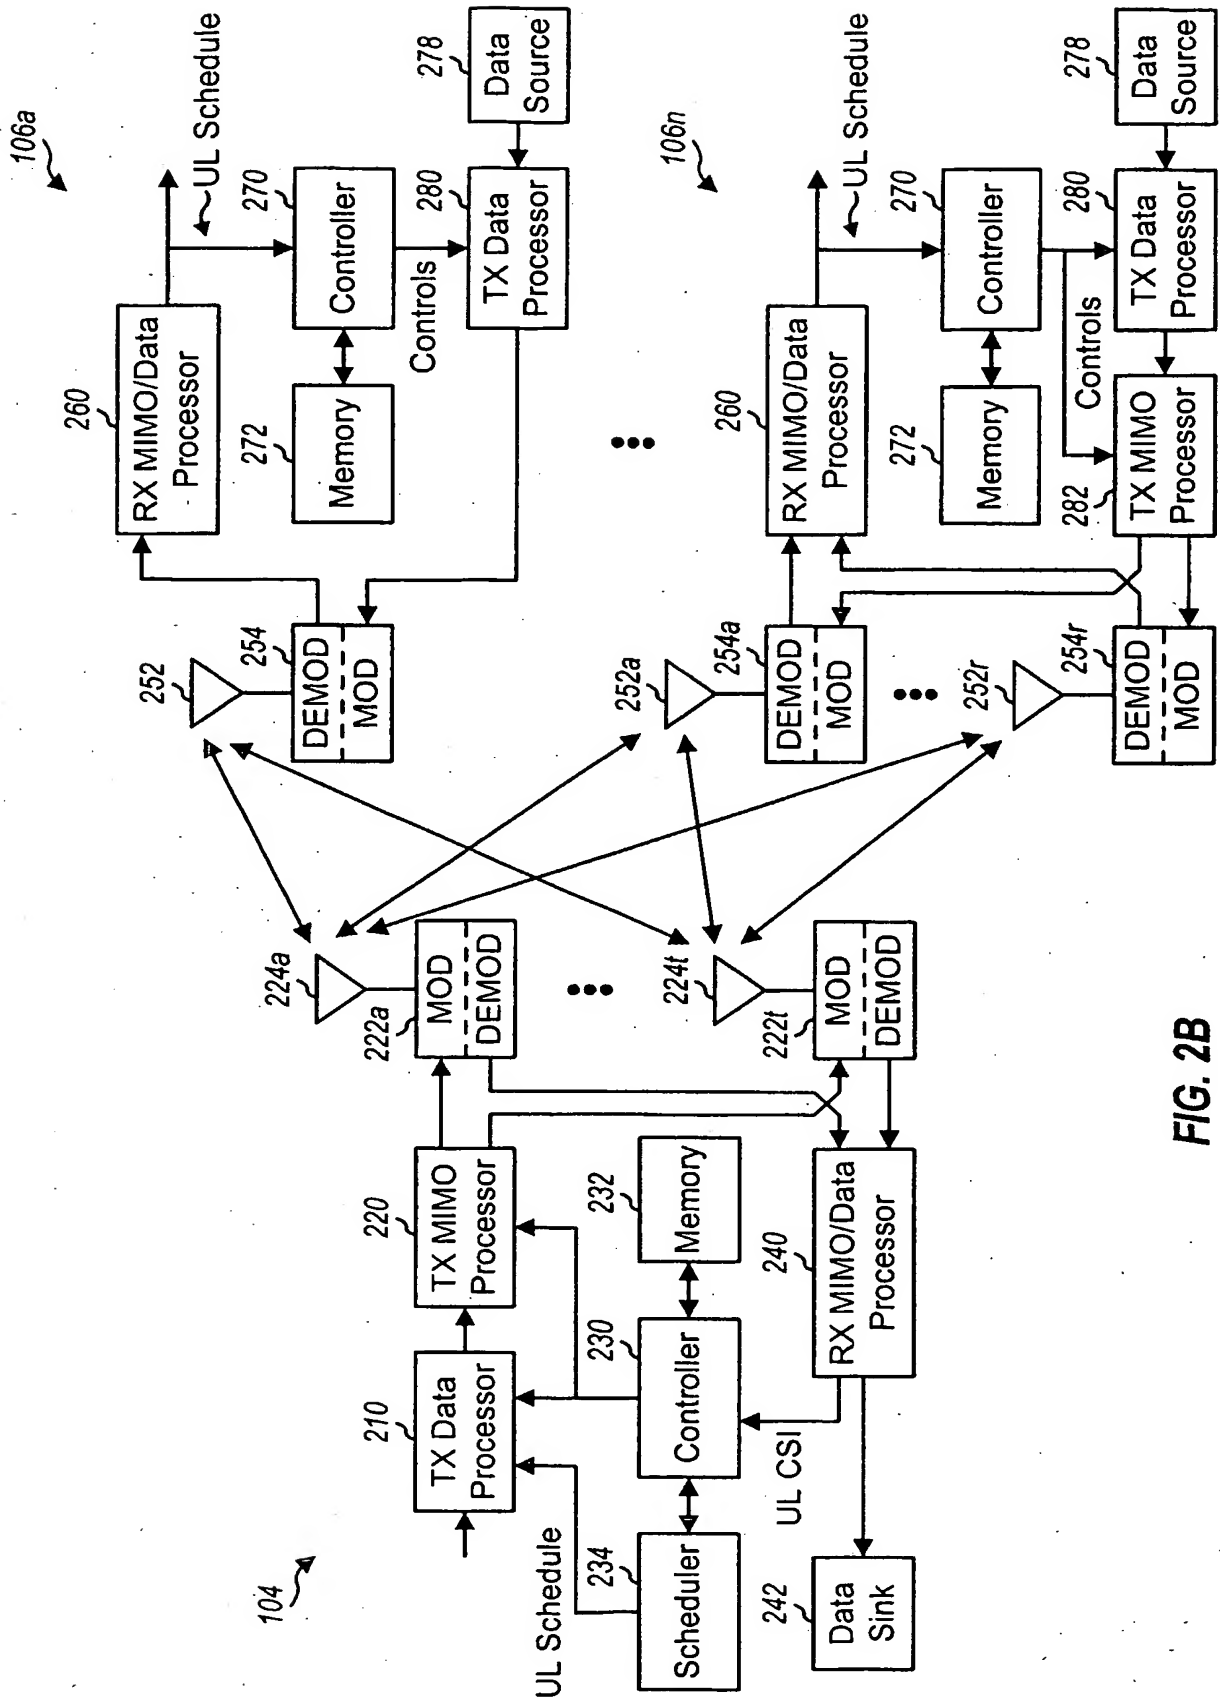 104
UL Schedule
210
TX Data
Processor
220
TX MIMO
Processor
222a
MOD
DEMOD
224a
234
Scheduler
230
Controller
232
Memory
UL CSI
242
Data
Sink
240
RX MIMO/Data
Processor
222t
MOD
DEMOD
224t
106a
252
254
DEMOD
MOD
260
RX MIMO/Data
Processor
UL Schedule
272
Memory
270
Controller
Controls
280
TX Data
Processor
278
Data
Source
106n
252a
254a
DEMOD
MOD
252r
254r
DEMOD
MOD
260
RX MIMO/Data
Processor
UL Schedule
272
Memory
270
Controller
Controls
282
TX MIMO
Processor
280
TX Data
Processor
278
Data
Source
FIG. 2B